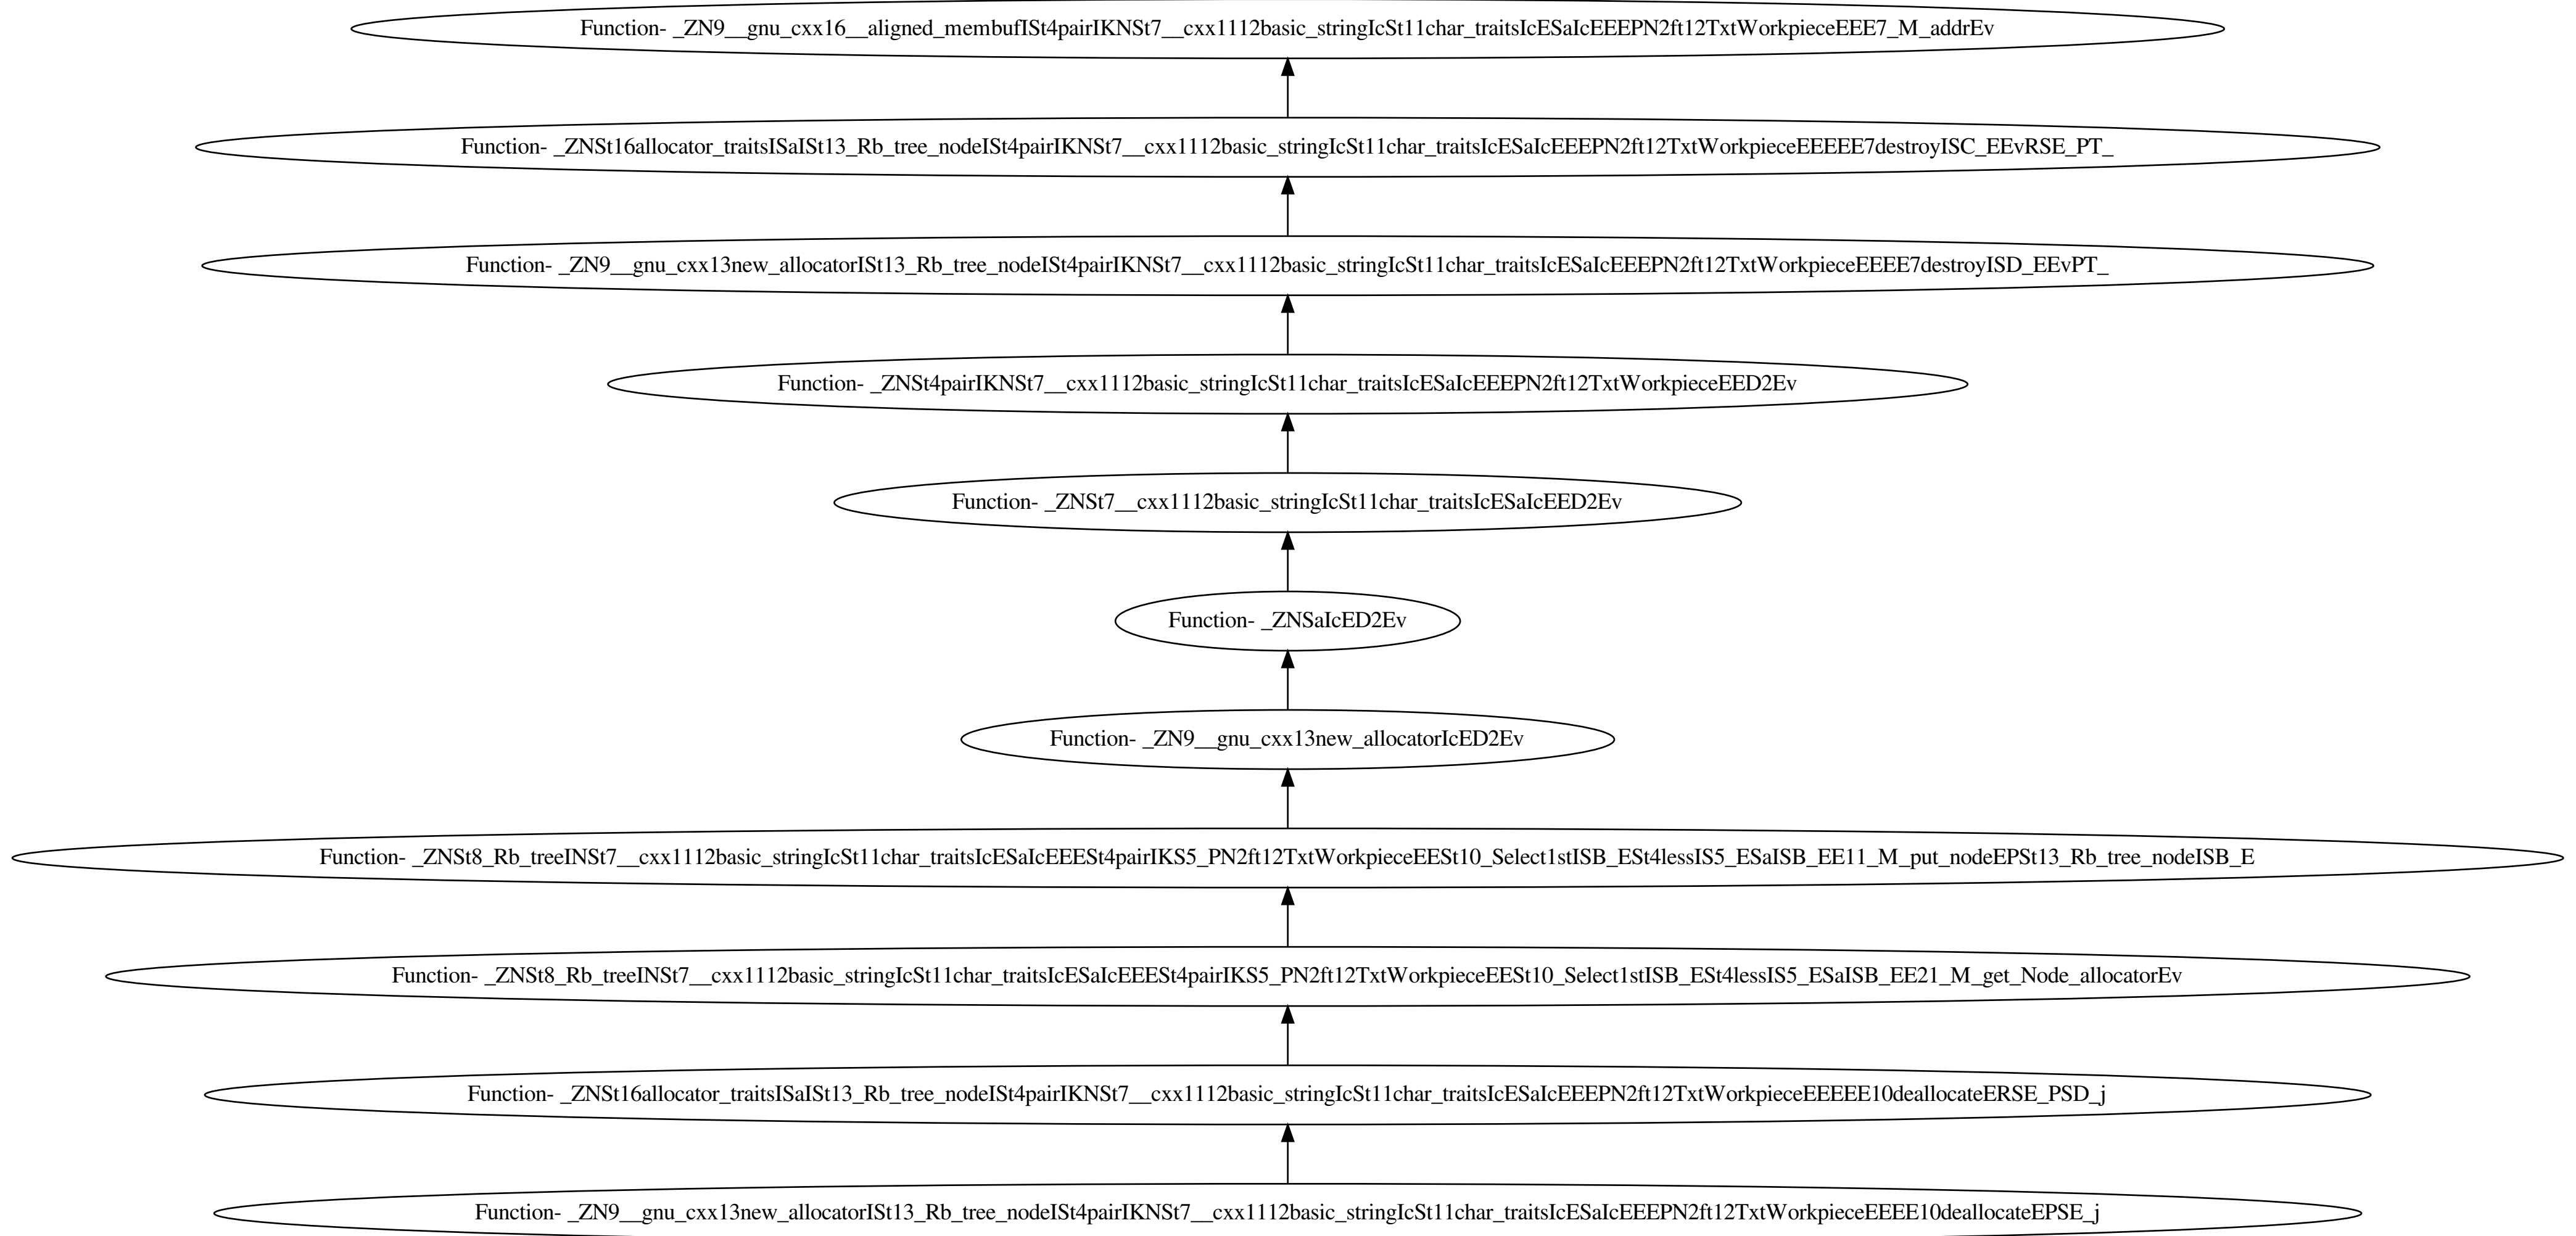 Function- _ZN9__gnu_cxx16__aligned_membufISt4pairIKNSt7__cxx1112basic_stringIcSt11char_traitsIcESaIcEEEPN2ft12TxtWorkpieceEEE7_M_addrEv
Function- _ZNSt16allocator_traitsISaISt13_Rb_tree_nodeISt4pairIKNSt7__cxx1112basic_stringIcSt11char_traitsIcESaIcEEEPN2ft12TxtWorkpieceEEEEE7destroyISC_EEvRSE_PT_
Function- _ZN9__gnu_cxx13new_allocatorISt13_Rb_tree_nodeISt4pairIKNSt7__cxx1112basic_stringIcSt11char_traitsIcESaIcEEEPN2ft12TxtWorkpieceEEEE7destroyISD_EEvPT_
Function- _ZNSt4pairIKNSt7__cxx1112basic_stringIcSt11char_traitsIcESaIcEEEPN2ft12TxtWorkpieceEED2Ev
Function- _ZNSt7__cxx1112basic_stringIcSt11char_traitsIcESaIcEED2Ev
Function- _ZNSaIcED2Ev
Function- _ZN9__gnu_cxx13new_allocatorIcED2Ev
Function- _ZNSt8_Rb_treeINSt7__cxx1112basic_stringIcSt11char_traitsIcESaIcEEESt4pairIKS5_PN2ft12TxtWorkpieceEESt10_Select1stISB_ESt4lessIS5_ESaISB_EE11_M_put_nodeEPSt13_Rb_tree_nodeISB_E
Function- _ZNSt8_Rb_treeINSt7__cxx1112basic_stringIcSt11char_traitsIcESaIcEEESt4pairIKS5_PN2ft12TxtWorkpieceEESt10_Select1stISB_ESt4lessIS5_ESaISB_EE21_M_get_Node_allocatorEv
Function- _ZNSt16allocator_traitsISaISt13_Rb_tree_nodeISt4pairIKNSt7__cxx1112basic_stringIcSt11char_traitsIcESaIcEEEPN2ft12TxtWorkpieceEEEEE10deallocateERSE_PSD_j
Function- _ZN9__gnu_cxx13new_allocatorISt13_Rb_tree_nodeISt4pairIKNSt7__cxx1112basic_stringIcSt11char_traitsIcESaIcEEEPN2ft12TxtWorkpieceEEEE10deallocateEPSE_j